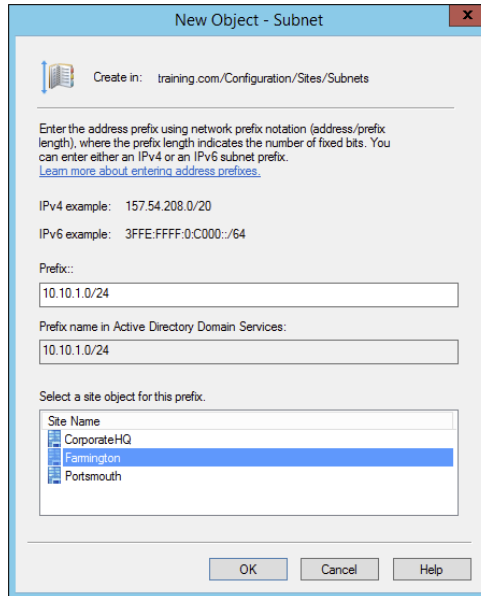 New Object - Subnet
x
Create in: training.com/Configuration/Sites/Subnets
Enter the address prefix using network prefix notation (address/prefix
length), where the prefix length indicates the number of fixed bits. You
can enter either an IPv4 or an IPv6 subnet prefix.
Learn more about entering address prefixes.
IPv4 example: 157.54.208.0/20
IPv6 example: 3FFE:FFFF:0:C000::/64
Prefix::
10.10.1.0/24
Prefix name in Active Directory Domain Services:
10.10.1.0/24
Select a site object for this prefix.
Site Name
CorporateHQ
Farmington
Portsmouth
OK Cancel Help